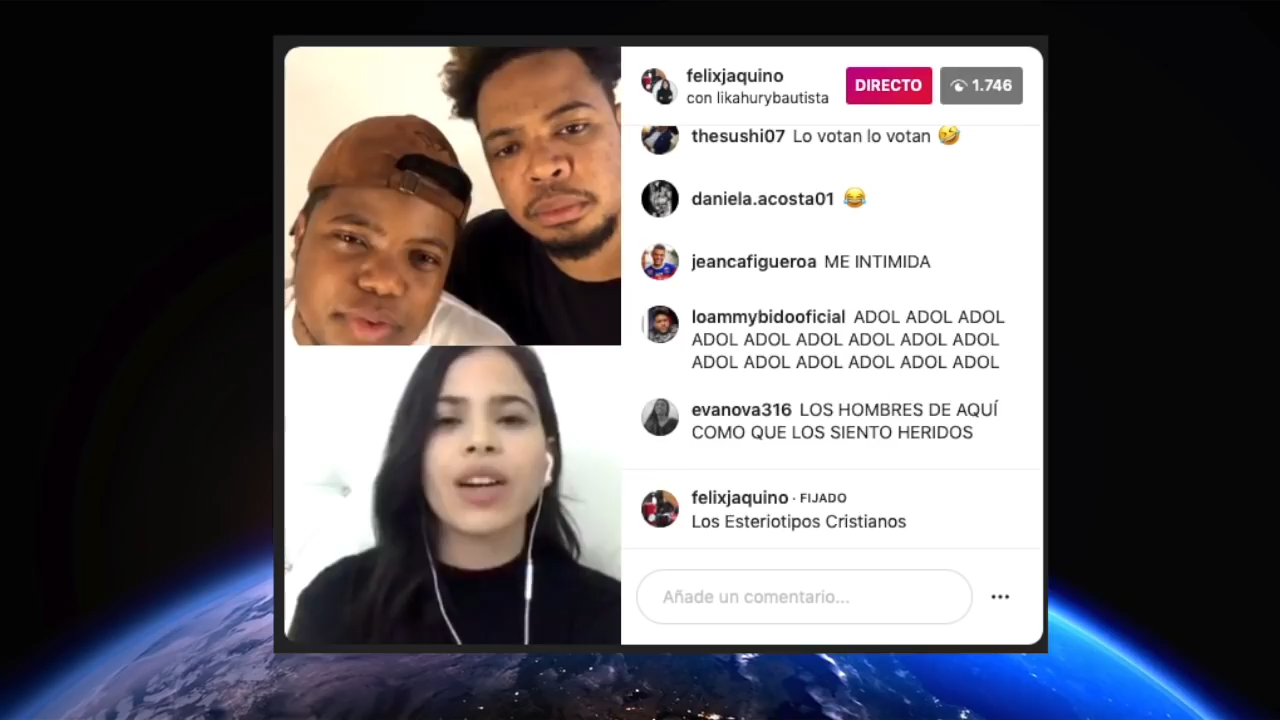 felixjaquino
con likahurybautista
DIRECTO
1.746
thesushi07 Lo votan lo votan 🤣
daniela.acosta01 😂
jeancafigueroa ME INTIMIDA
loammybidooficial ADOL ADOL ADOL
ADOL ADOL ADOL ADOL ADOL ADOL
ADOL ADOL ADOL ADOL ADOL ADOL
evanova316 LOS HOMBRES DE AQUÍ
COMO QUE LOS SIENTO HERIDOS
felixjaquino · FIJADO
Los Esteriotipos Cristianos
Añade un comentario...